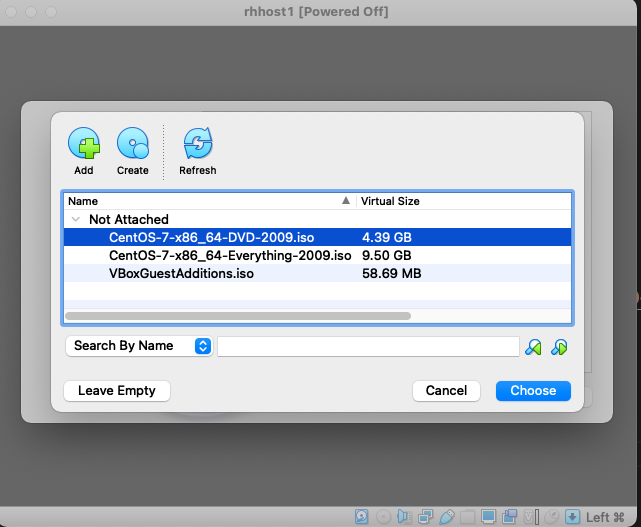 rhhost1 [Powered Off]
Add Create Refresh
Name Virtual Size
Not Attached
CentOS-7-x86_64-DVD-2009.iso 4.39 GB
CentOS-7-x86_64-Everything-2009.iso 9.50 GB
VBoxGuestAdditions.iso 58.69 MB
Search By Name
Leave Empty Cancel Choose
Left ⌘